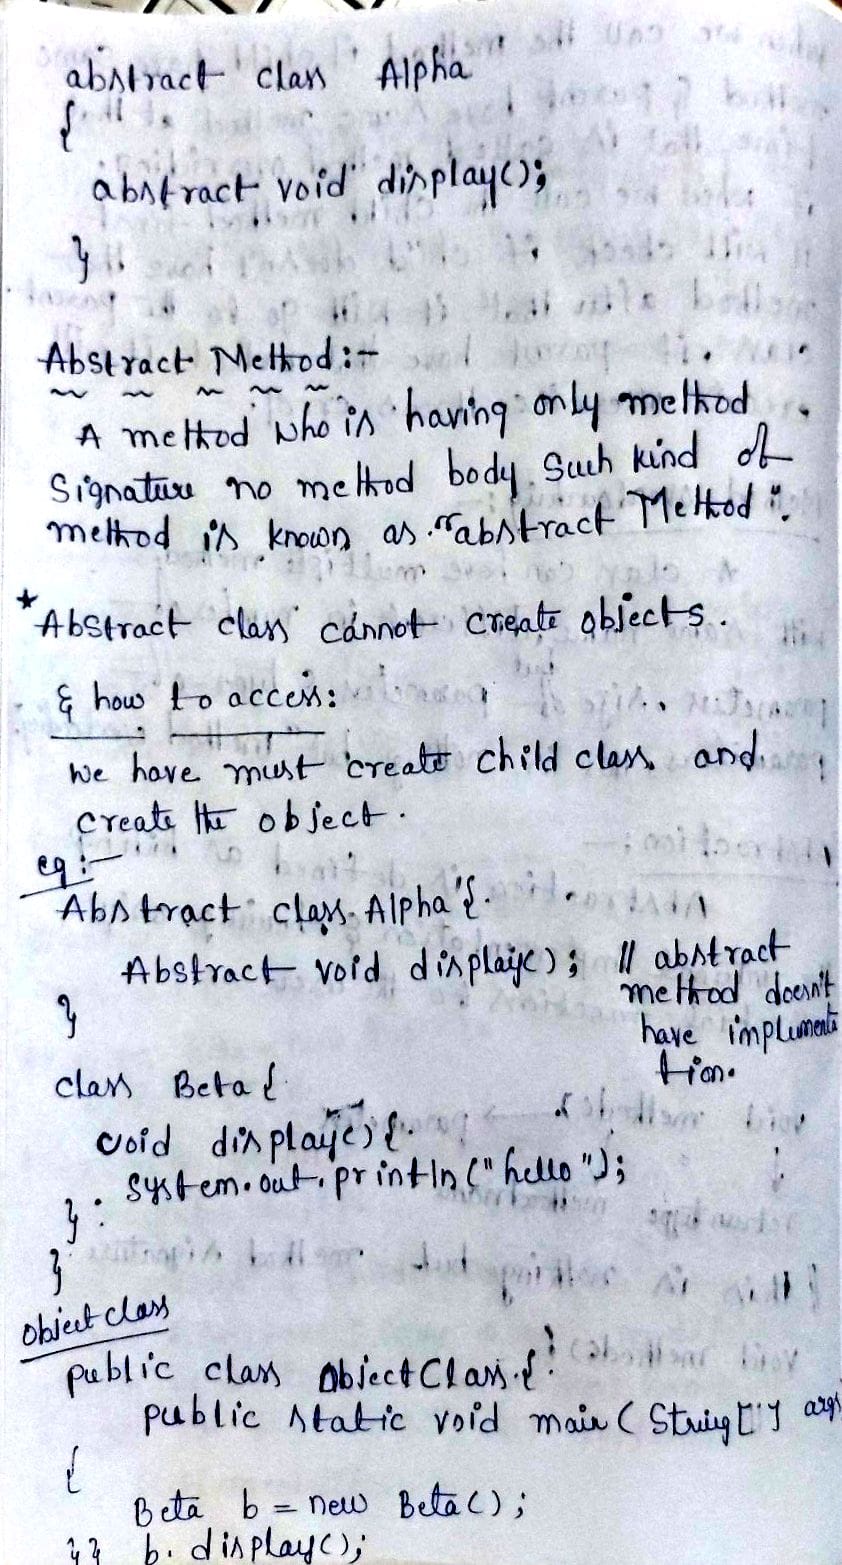 abstract class Alpha
{
abstract void display();
}
Abstract Method:-
A method who is having only method
Signature no method body. Such kind of
method is known as "abstract Method".
*Abstract class cannot create objects.
& how to access:
we have must create child class and
create the object.
eg:-
Abstract class Alpha {
Abstract void display(); // abstract
method doesn't
have implementa
tion.
}
class Beta {
void display() {
System.out.println("hello");
}
}
Object class
public class ObjectClass {
public static void main (String[] args
{
Beta b = new Beta();
}} b.display();